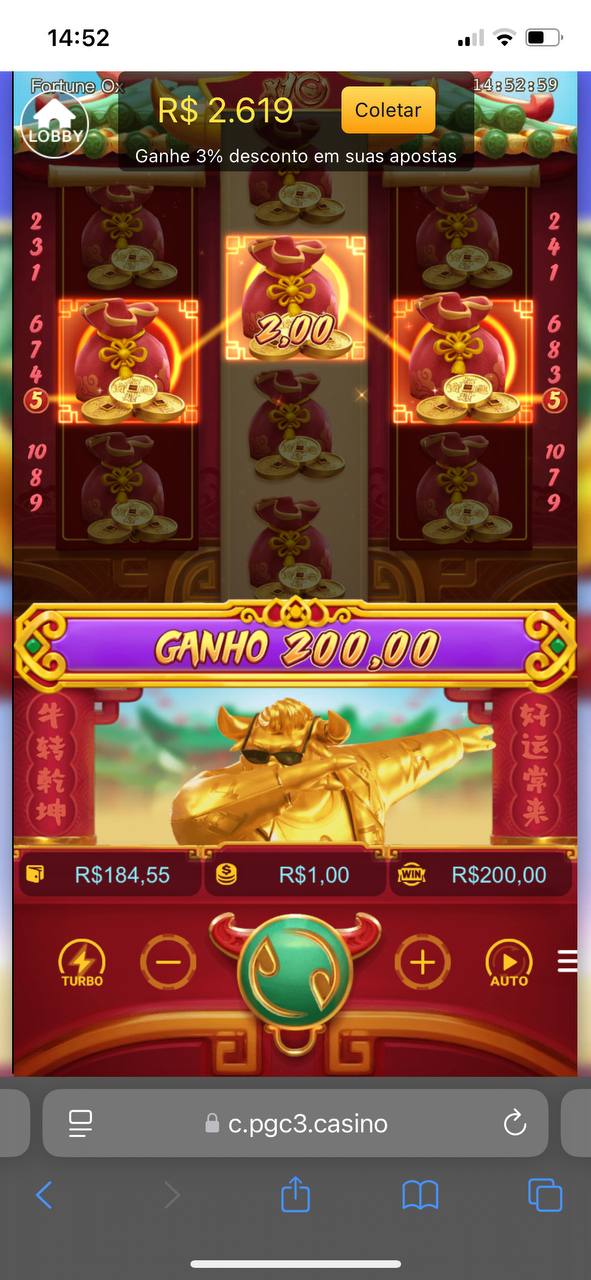 14:52
Fortune Ox
14:52:59
x10
R$ 2.619
Coletar
LOBBY
Ganhe 3% desconto em suas apostas
2
3
1
6
7
4
5
10
8
9
2
4
1
6
8
3
5
10
7
9
2,00
GANHO 200,00
牛转乾坤
好运常来
R$184,55
R$1,00
WIN
R$200,00
TURBO
AUTO
c.pgc3.casino